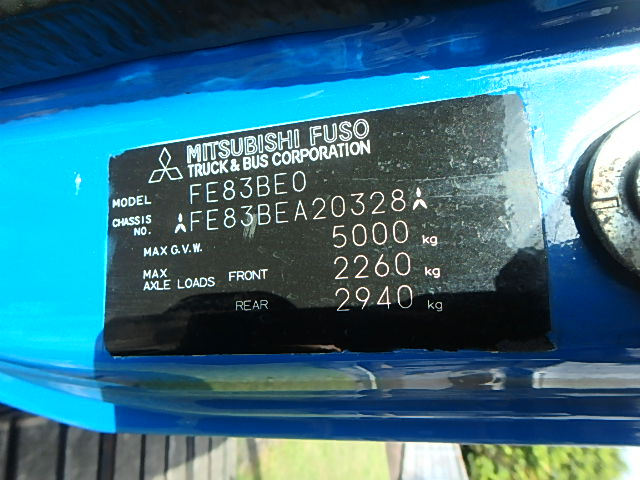 MITSUBISHI FUSO
TRUCK & BUS CORPORATION
MODEL FE83BE0
CHASSIS NO. FE83BEA20328
MAX G.V.W. 5000 kg
MAX AXLE LOADS FRONT 2260 kg
REAR 2940 kg